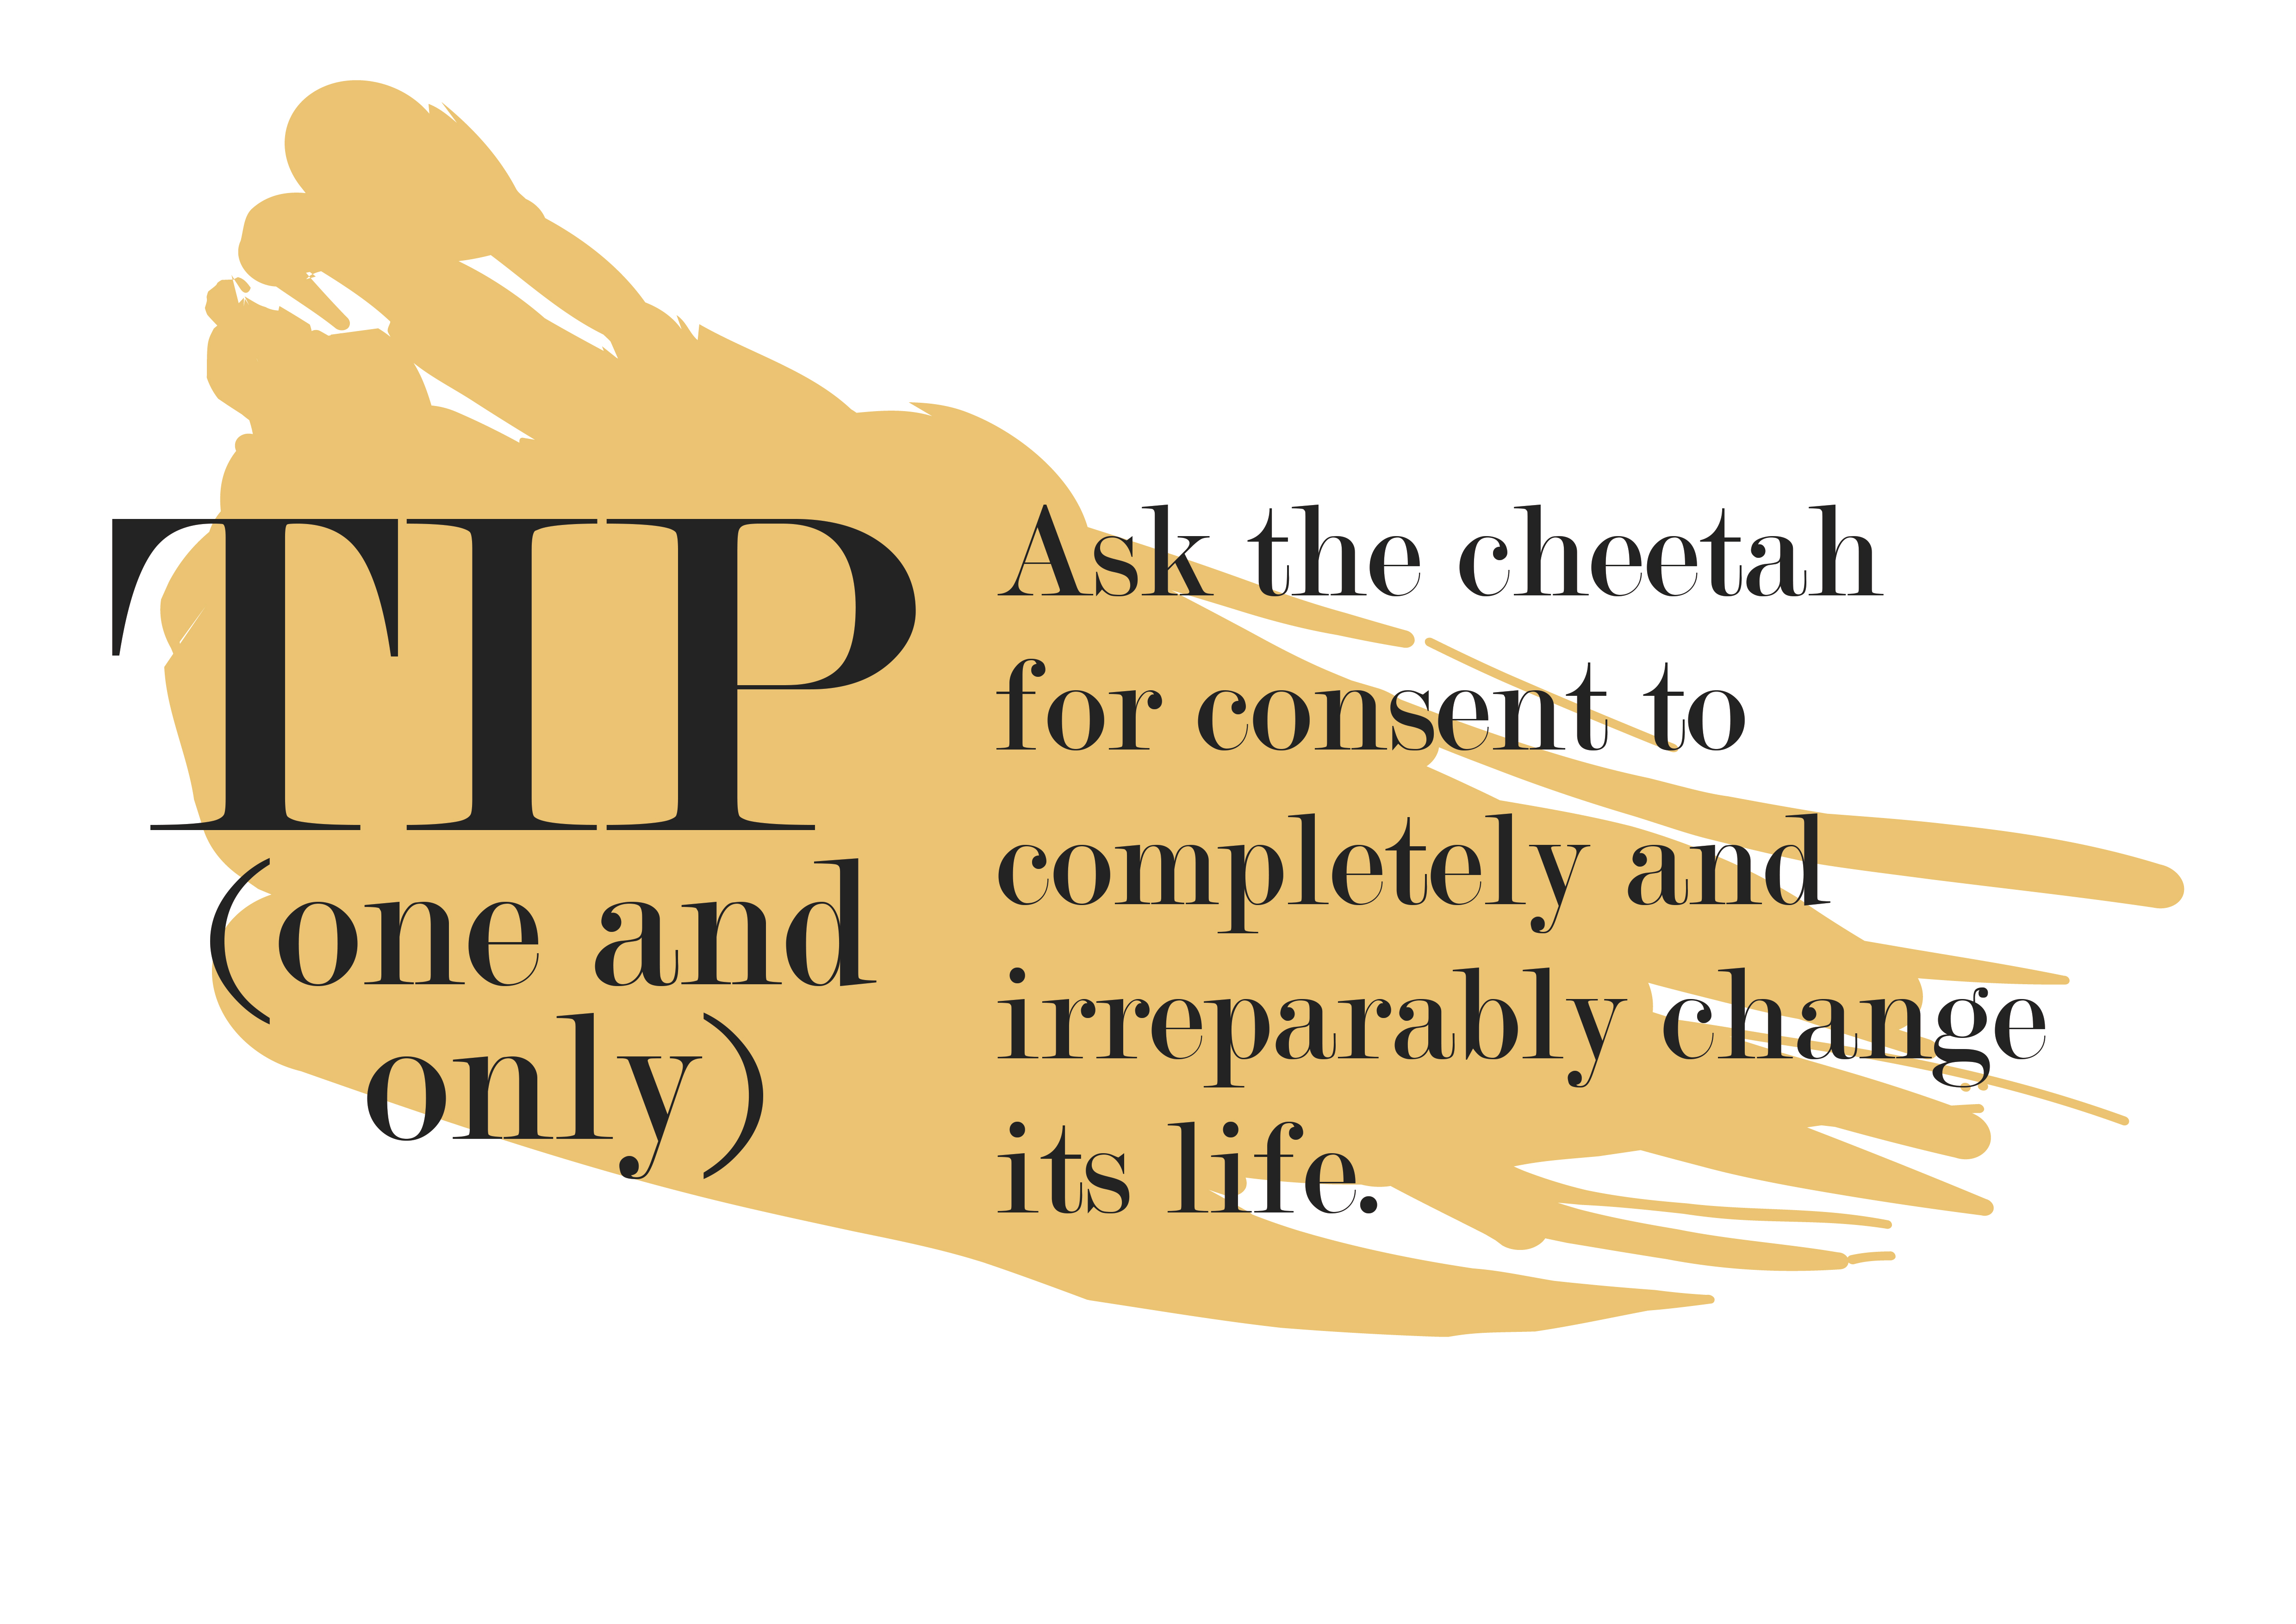 TIP
(one and
only)
Ask the cheetah
for consent to
completely and
irreparably change
its life.